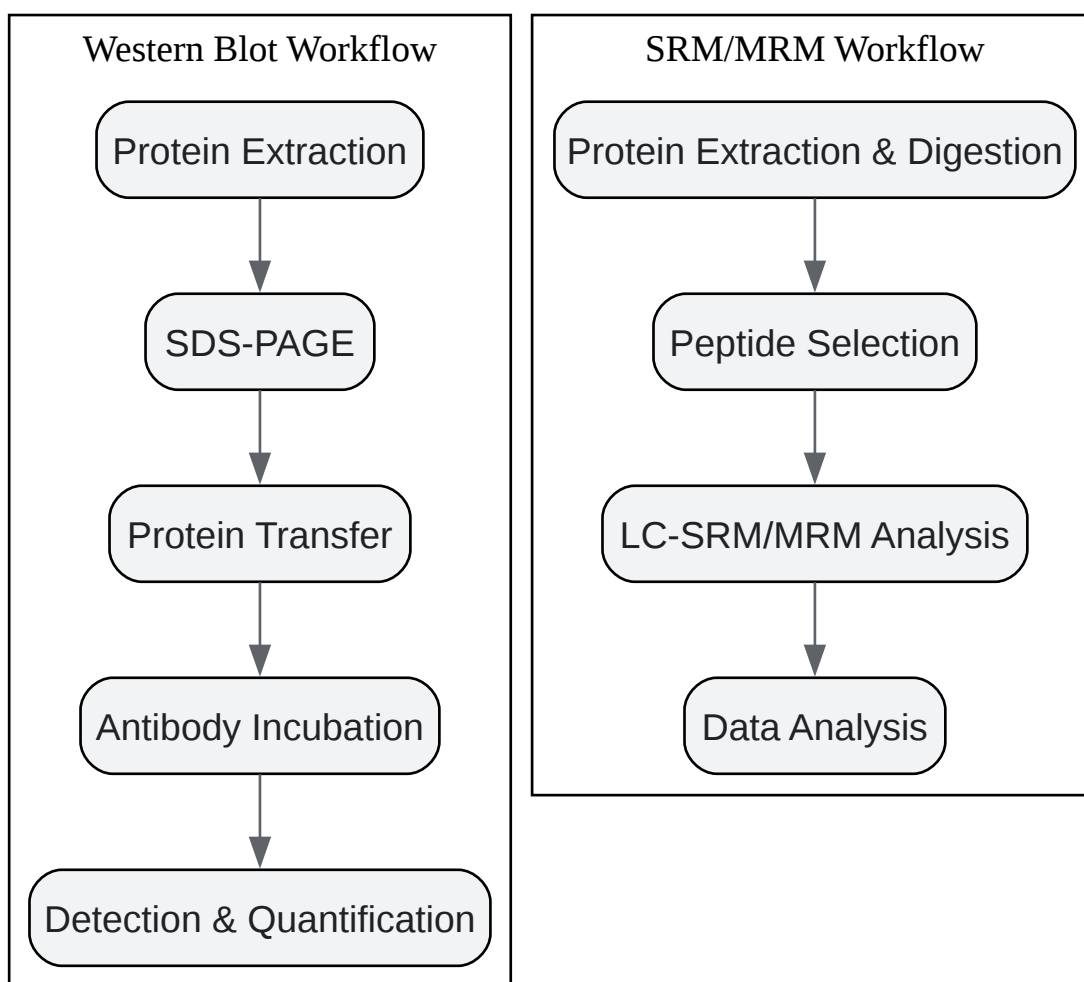 Western Blot Workflow
Protein Extraction
SDS-PAGE
Protein Transfer
Antibody Incubation
Detection & Quantification
SRM/MRM Workflow
Protein Extraction & Digestion
Peptide Selection
LC-SRM/MRM Analysis
Data Analysis